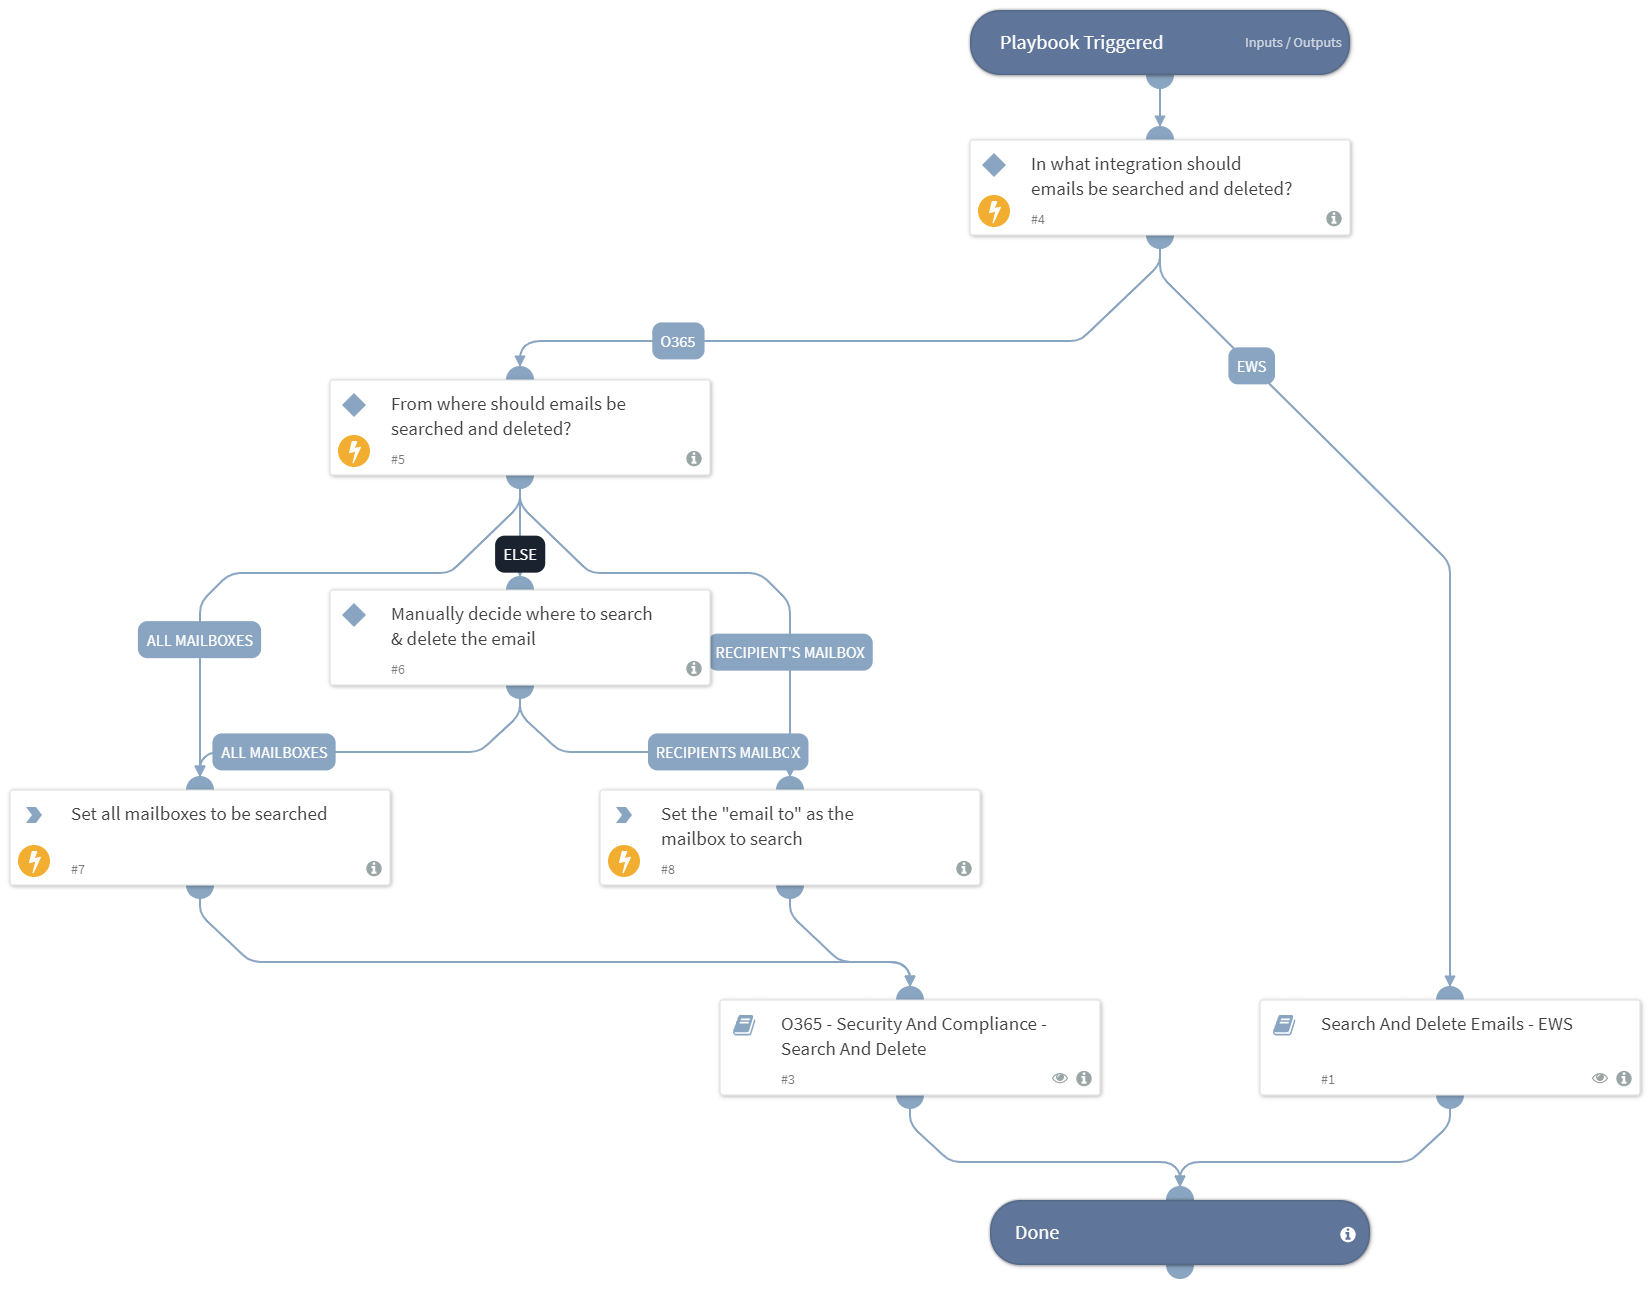 Playbook Triggered
Inputs / Outputs
In what integration should
emails be searched and deleted?
#4
O365
EWS
From where should emails be
searched and deleted?
#5
ELSE
Manually decide where to search
& delete the email
#6
ALL MAILBOXES
RECIPIENT'S MAILBOX
ALL MAILBOXES
RECIPIENTS MAILBOX
Set all mailboxes to be searched
#7
Set the "email to" as the
mailbox to search
#8
O365 - Security And Compliance -
Search And Delete
#3
Search And Delete Emails - EWS
#1
Done